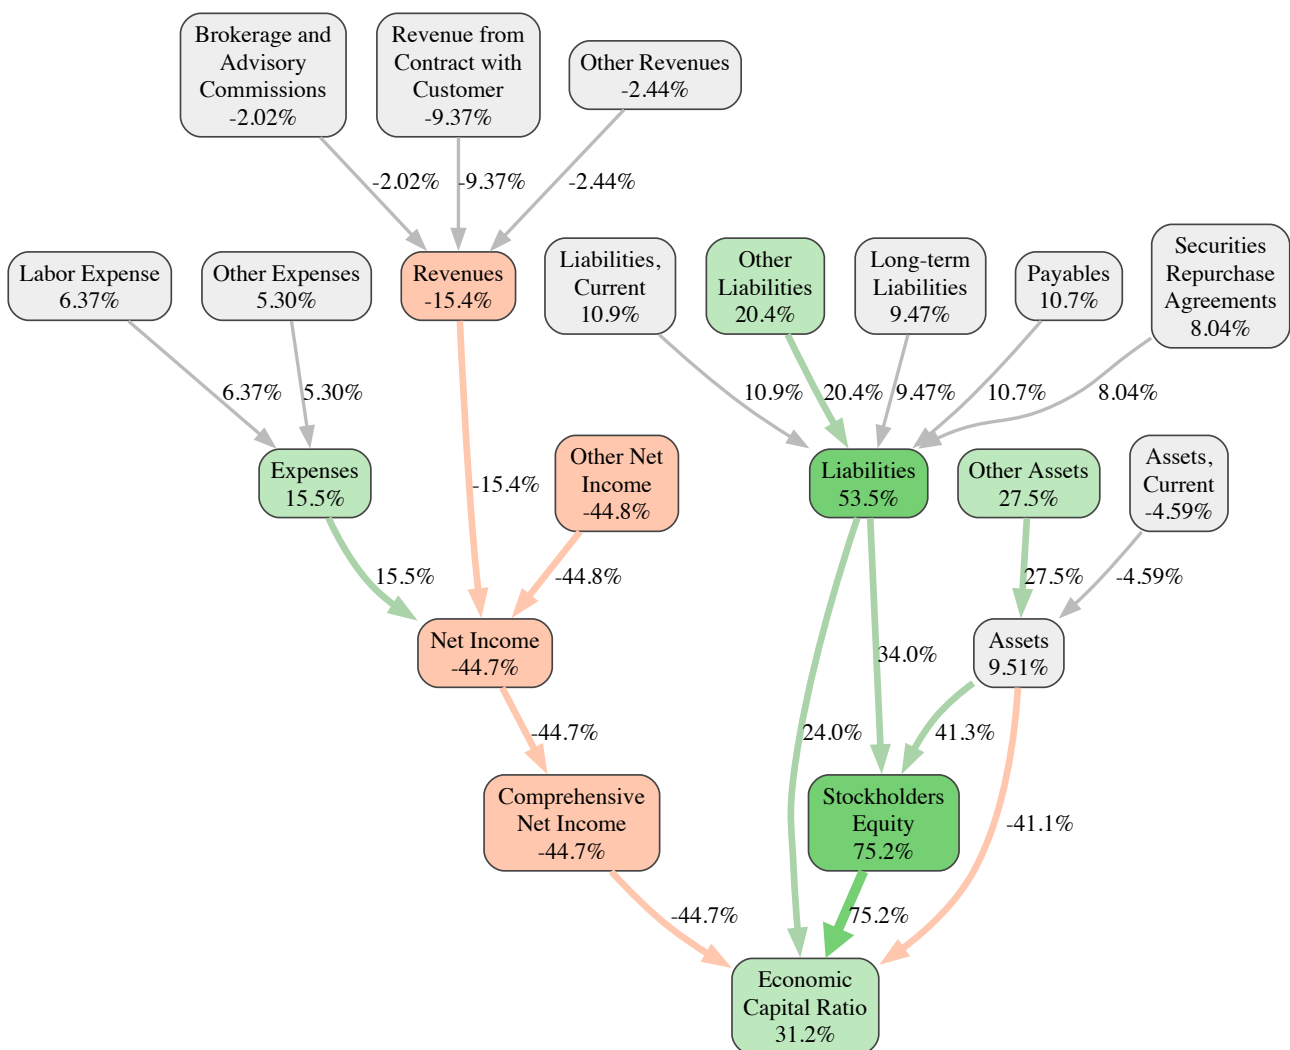 Brokerage and
Advisory
Commissions
-2.02%
Revenue from
Contract with
Customer
-9.37%
Other Revenues
-2.44%
-2.02%
-9.37%
-2.44%
Labor Expense
6.37%
Other Expenses
5.30%
Revenues
-15.4%
Liabilities,
Current
10.9%
Other
Liabilities
20.4%
Long-term
Liabilities
9.47%
Payables
10.7%
Securities
Repurchase
Agreements
8.04%
6.37%
5.30%
10.9%
20.4%
9.47%
10.7%
8.04%
Expenses
15.5%
-15.4%
Other Net
Income
-44.8%
Liabilities
53.5%
Other Assets
27.5%
Assets,
Current
-4.59%
15.5%
-44.8%
27.5%
-4.59%
Net Income
-44.7%
34.0%
Assets
9.51%
-44.7%
24.0%
41.3%
Comprehensive
Net Income
-44.7%
Stockholders
Equity
75.2%
-41.1%
-44.7%
75.2%
Economic
Capital Ratio
31.2%